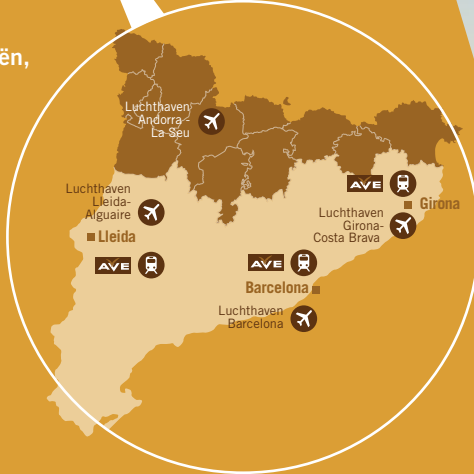 ën,
Luchthaven
Andorra–
La Seu
AVE
Girona
Luchthaven
Lleida-
Alguaire
Luchthaven
Girona-
Costa Brava
Lleida
AVE
AVE
Barcelona
Luchthaven
Barcelona